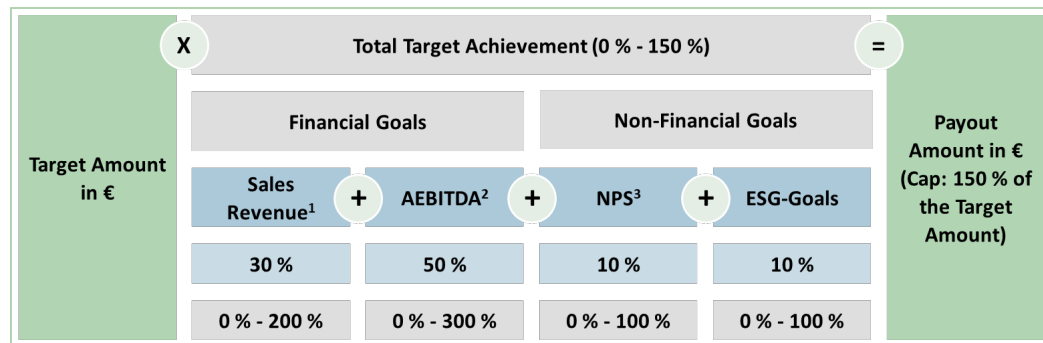 X
Total Target Achievement (0 % - 150 %)
=
Financial Goals
Non-Financial Goals
Target Amount
in €
Sales
Revenue¹
+
AEBITDA²
+
NPS³
+
ESG-Goals
30 %
50 %
10 %
10 %
0 % - 200 %
0 % - 300 %
0 % - 100 %
0 % - 100 %
Payout
Amount in €
(Cap: 150 % of
the Target
Amount)